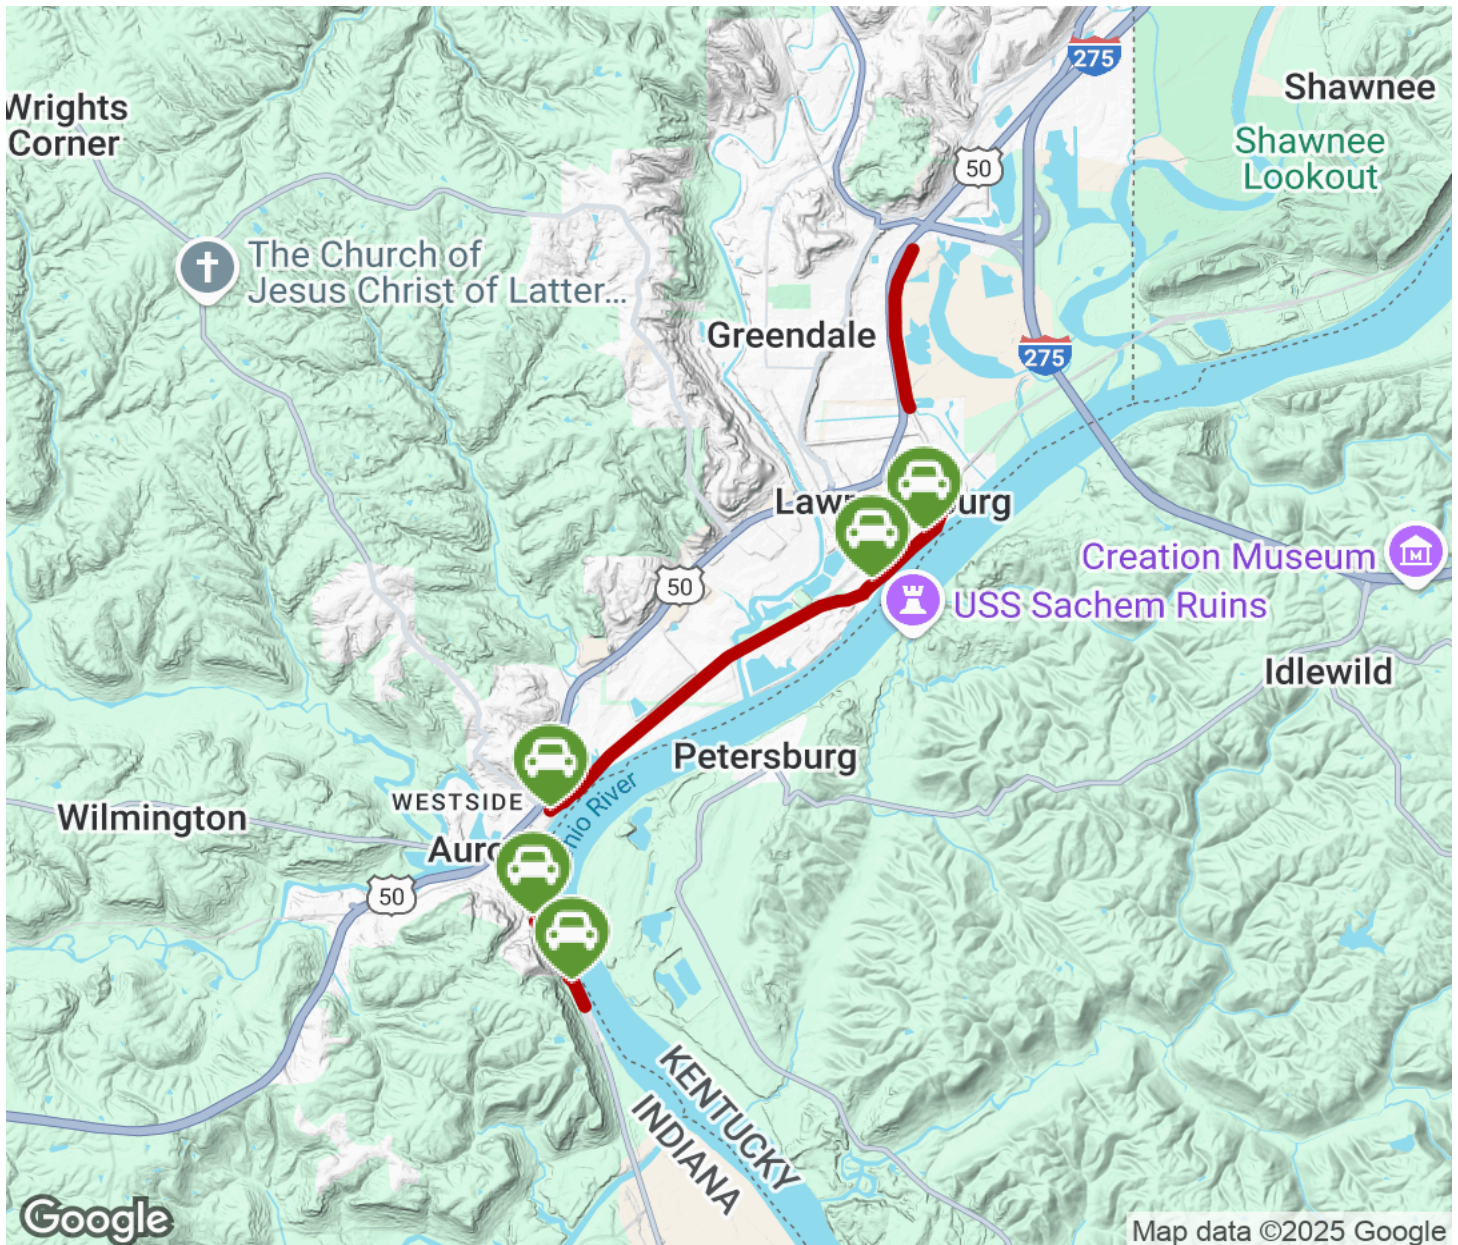 275
Shawnee
Wrights
Corner
Shawnee
Lookout
50
The Church of
Jesus Christ of Latter...
Greendale
275
Creation Museum
50
USS Sachem Ruins
Idlewild
Petersburg
WESTSIDE
Wilmington
River
50
KENTUCKY
INDIANA
Google
Map data ©2025 Google